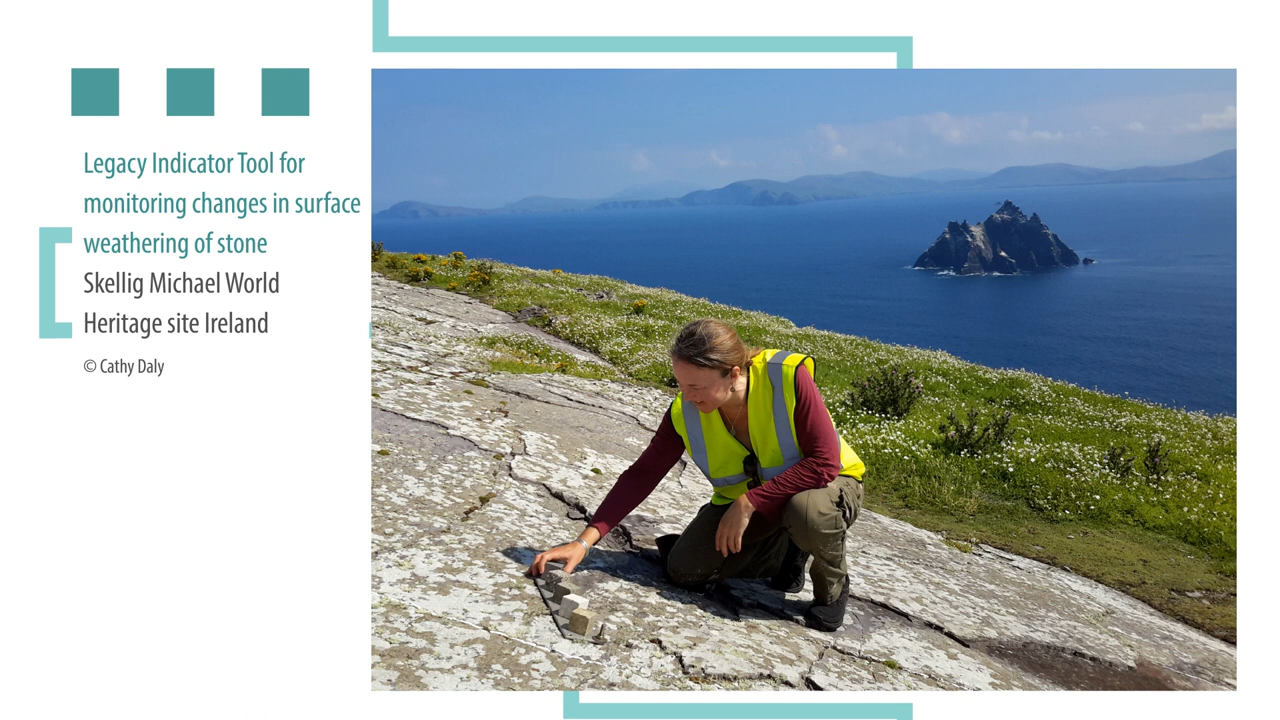 Legacy Indicator Tool for
monitoring changes in surface
weathering of stone
Skellig Michael World
Heritage site Ireland
© Cathy Daly